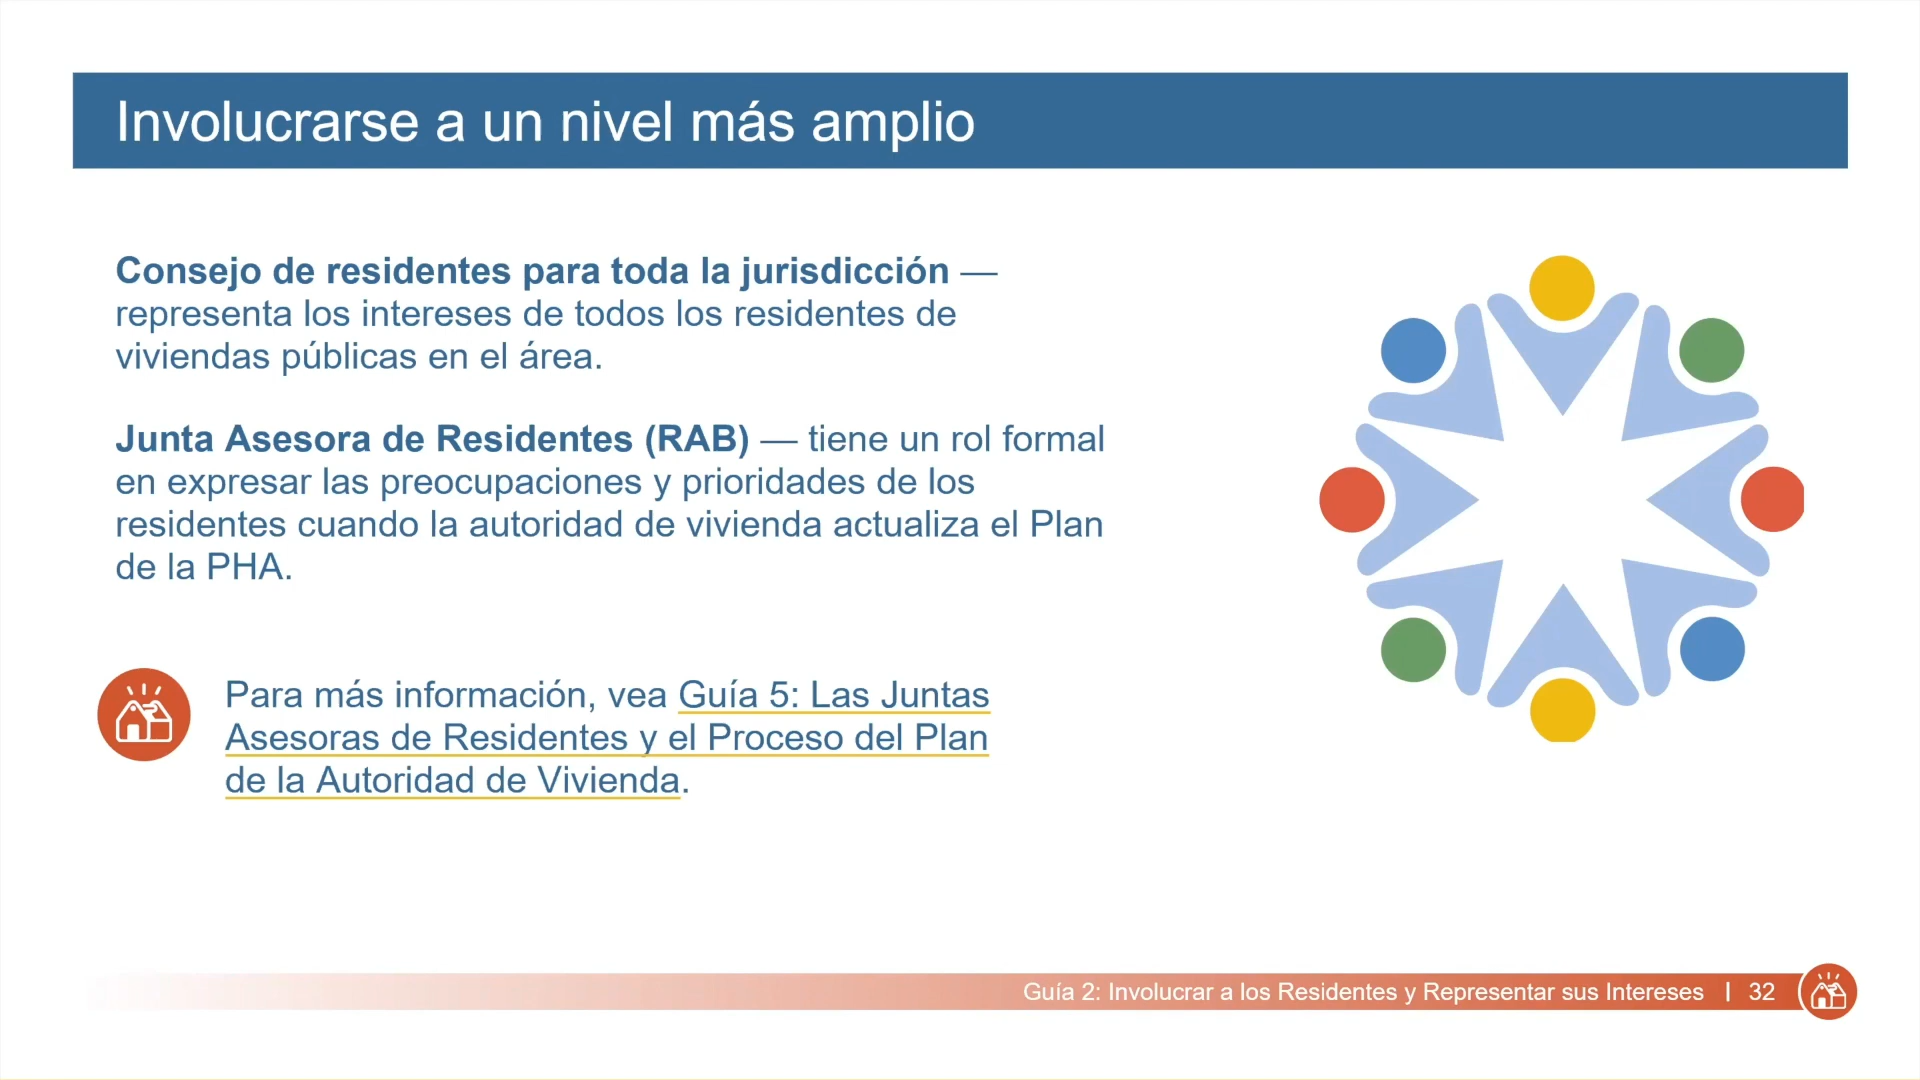 Involucrarse a un nivel más amplio
Consejo de residentes para toda la jurisdicción —
representa los intereses de todos los residentes de
viviendas públicas en el área.
Junta Asesora de Residentes (RAB) — tiene un rol formal
en expresar las preocupaciones y prioridades de los
residentes cuando la autoridad de vivienda actualiza el Plan
de la PHA.
Para más información, vea Guía 5: Las Juntas
Asesoras de Residentes y el Proceso del Plan
de la Autoridad de Vivienda.
Guía 2: Involucrar a los Residentes y Representar sus Intereses | 32